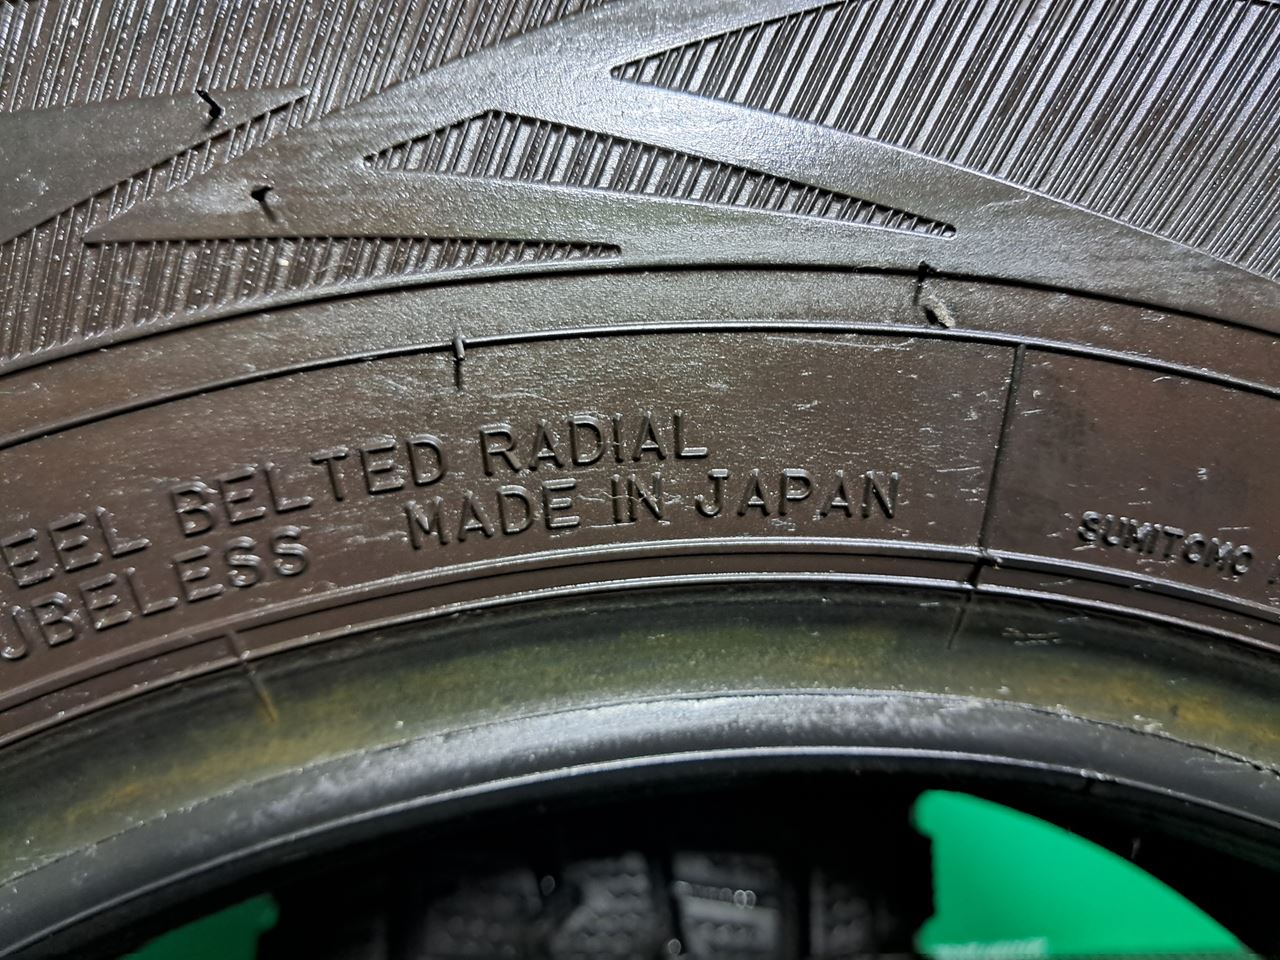 EEL BELTED RADIAL
UBELESS MADE IN JAPAN
SUMITOMO